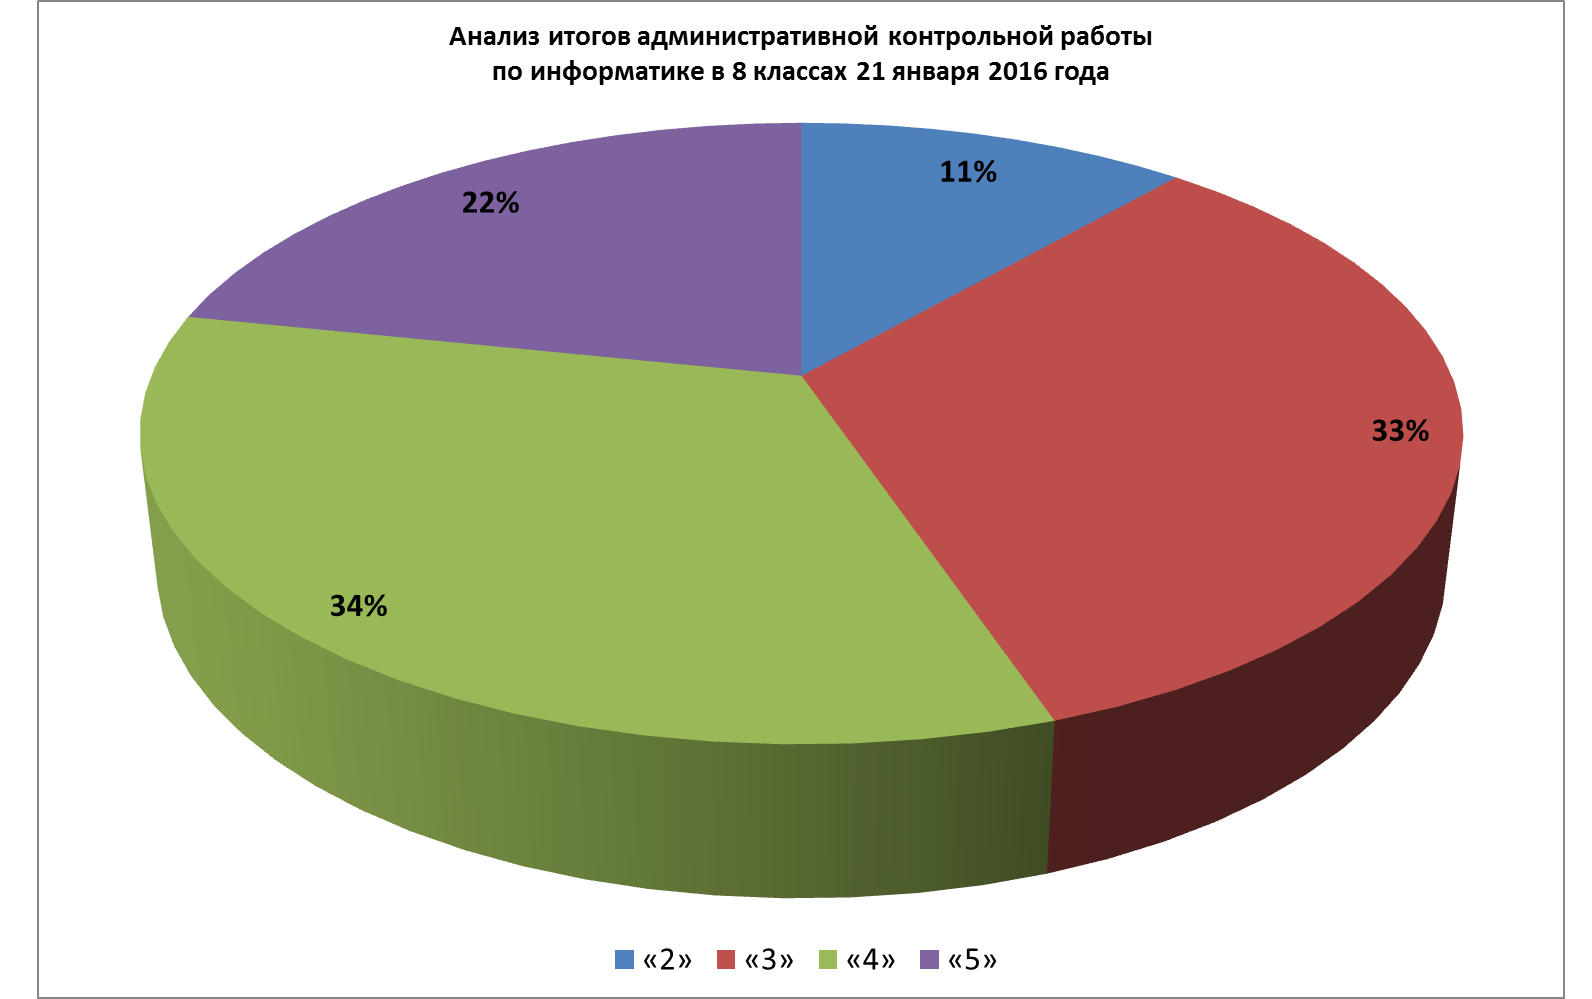 Анализ итогов административной контрольной работы
по информатике в 8 классах 21 января 2016 года
11%
22%
33%
34%
«2» «3» «4» «5»